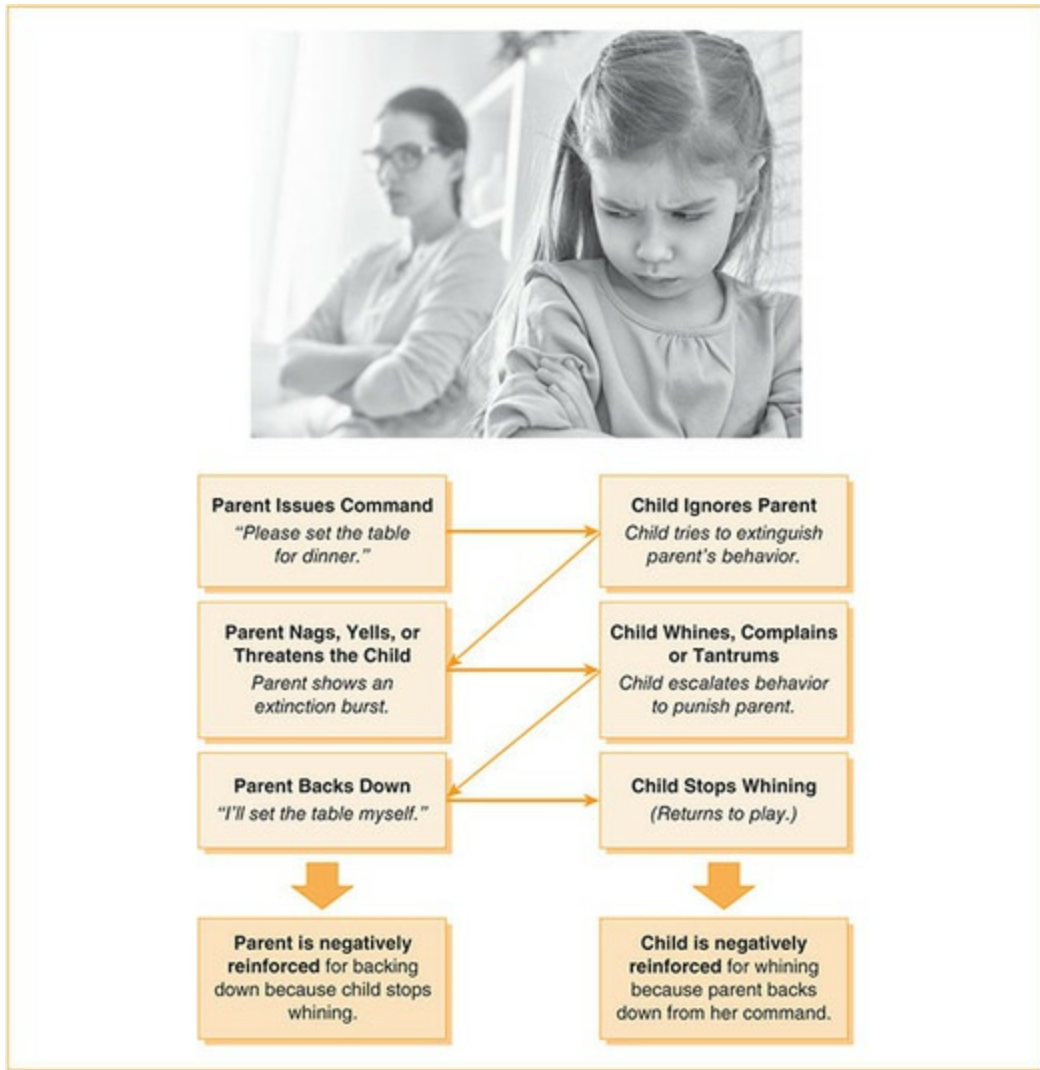 Parent Issues Command
“Please set the table
for dinner.”
Child Ignores Parent
Child tries to extinguish
parent’s behavior.
Parent Nags, Yells, or
Threatens the Child
Parent shows an
extinction burst.
Child Whines, Complains
or Tantrums
Child escalates behavior
to punish parent.
Parent Backs Down
“I’ll set the table myself.”
Child Stops Whining
(Returns to play.)
Parent is negatively
reinforced for backing
down because child stops
whining.
Child is negatively
reinforced for whining
because parent backs
down from her command.